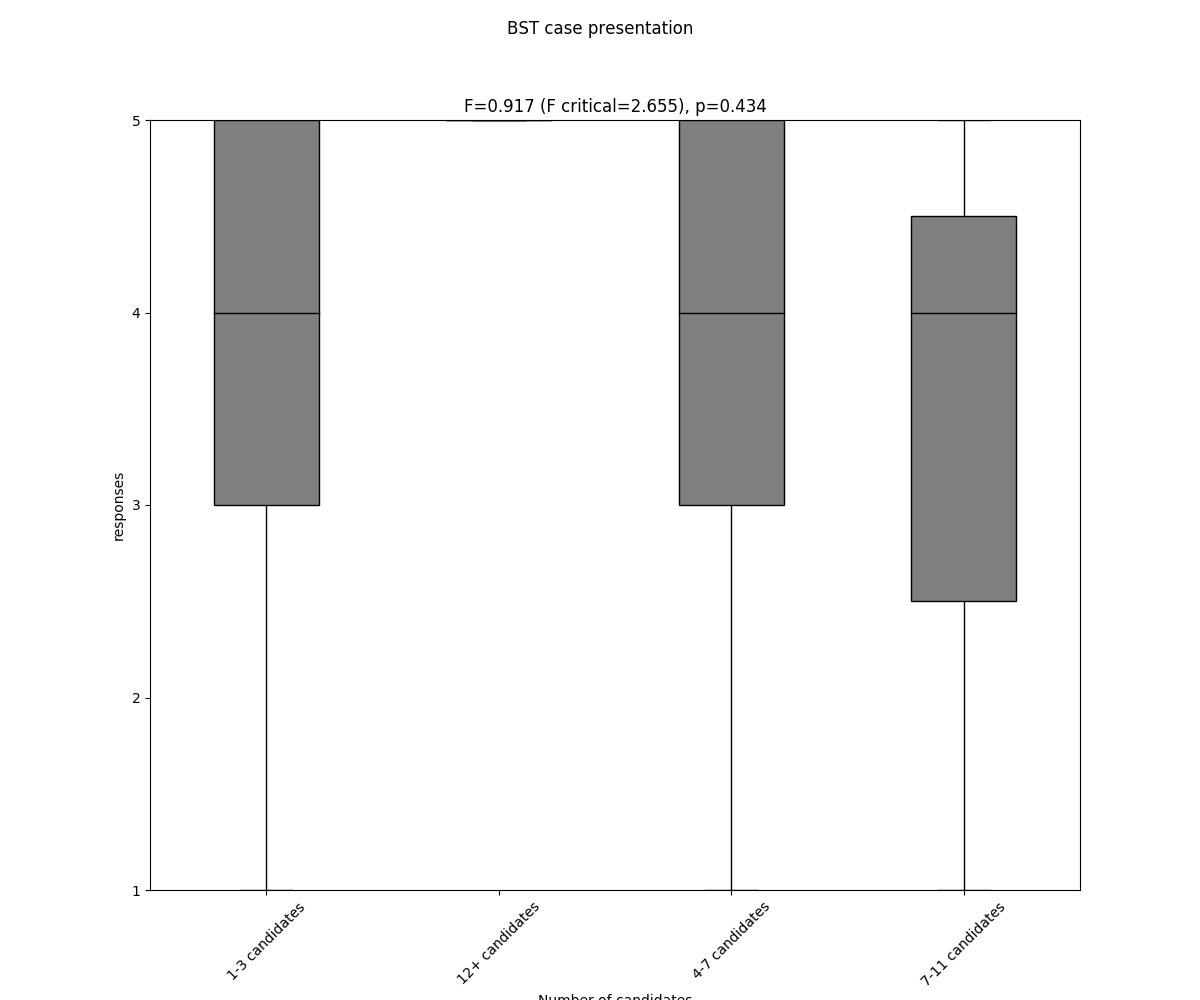 BST case presentation
F=0.917 (F critical=2.655), p=0.434
5
4
3
2
1
responses
1-3 candidates
12+ candidates
4-7 candidates
7-11 candidates
Number of candidates